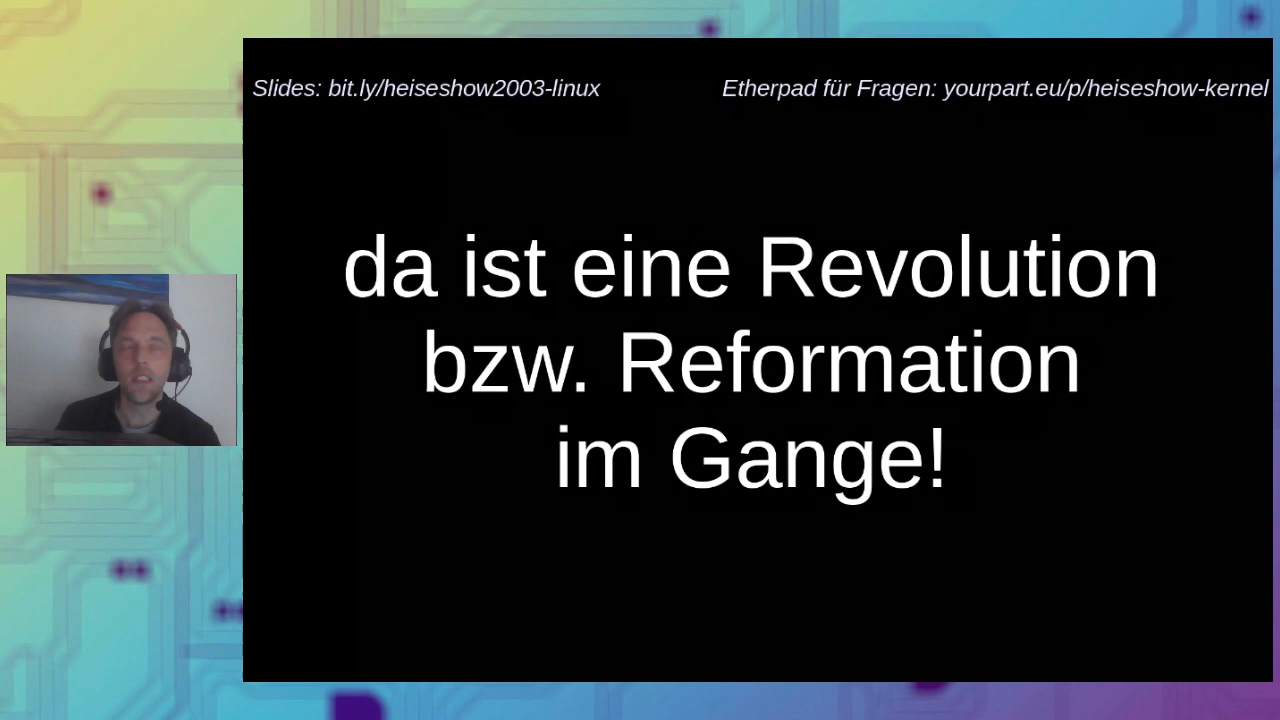 Slides: bit.ly/heiseshow2003-linux
Etherpad für Fragen: yourpart.eu/p/heiseshow-kernel
da ist eine Revolution
bzw. Reformation
im Gange!